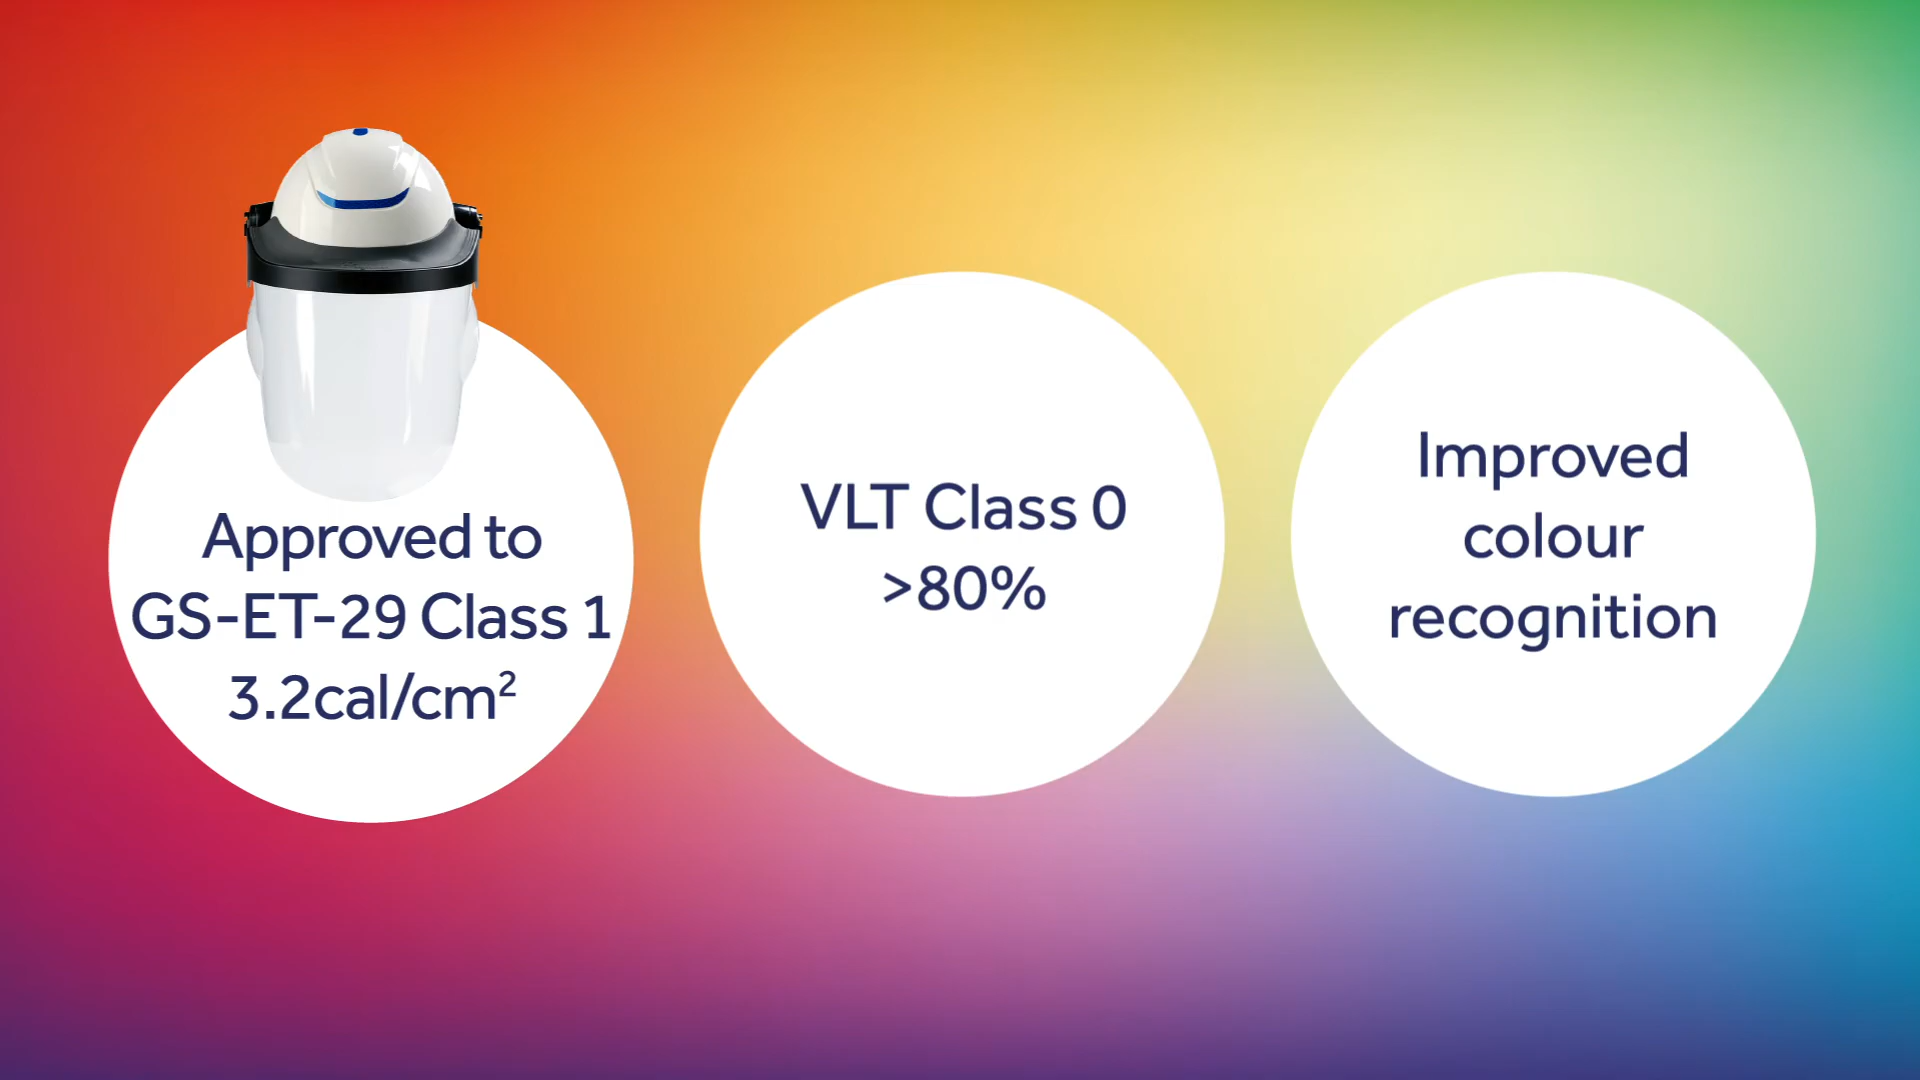 Approved to
GS-ET-29 Class 1
3.2cal/cm²
VLT Class 0
>80%
Improved
colour
recognition